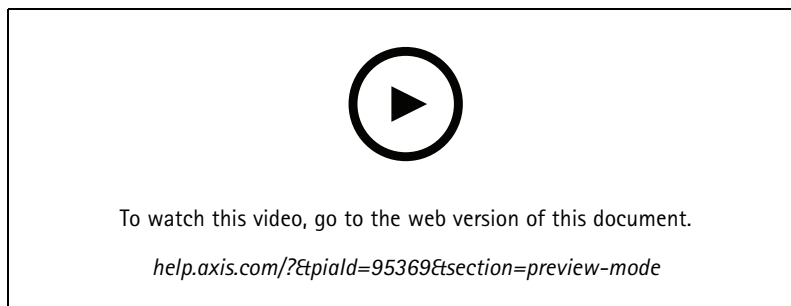 To watch this video, go to the web version of this document.
help.axis.com/?&piaId=95369&section=preview-mode